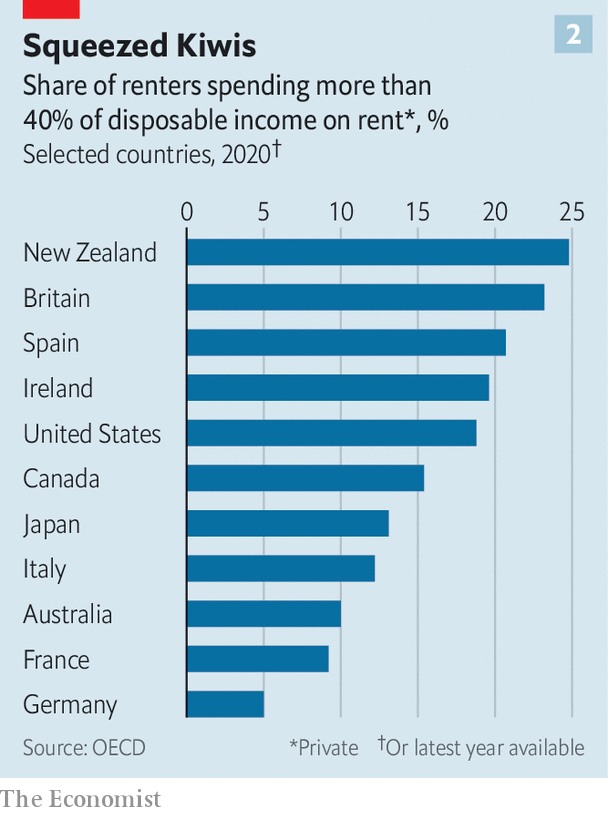 Squeezed Kiwis
2
Share of renters spending more than
40% of disposable income on rent*, %
Selected countries, 2020†
0 5 10 15 20 25
New Zealand
Britain
Spain
Ireland
United States
Canada
Japan
Italy
Australia
France
Germany
Source: OECD *Private †Or latest year available
The Economist